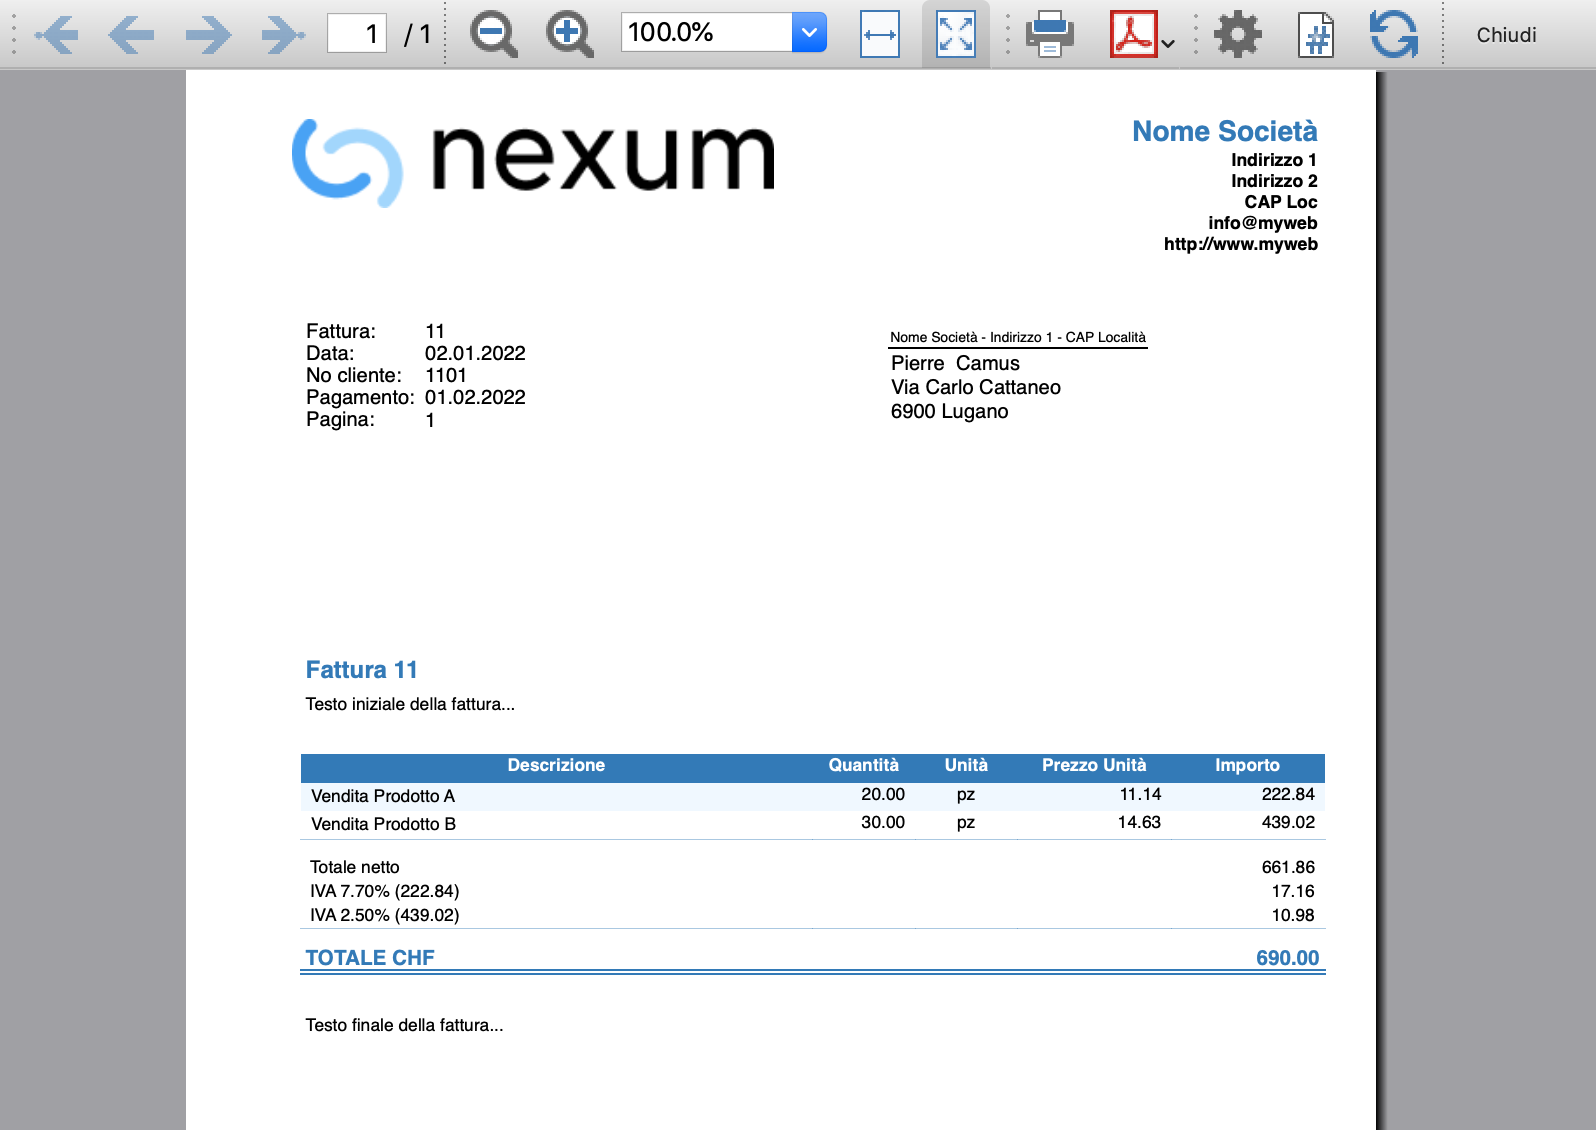 1 / 1 100.0% Chiudi
nexum
Nome Società
Indirizzo 1
Indirizzo 2
CAP Loc
info@myweb
http://www.myweb
Fattura: 11
Data: 02.01.2022
No cliente: 1101
Pagamento: 01.02.2022
Pagina: 1
Nome Società - Indirizzo 1 - CAP Località
Pierre Camus
Via Carlo Cattaneo
6900 Lugano
Fattura 11
Testo iniziale della fattura...
Descrizione Quantità Unità Prezzo Unità Importo
Vendita Prodotto A 20.00 pz 11.14 222.84
Vendita Prodotto B 30.00 pz 14.63 439.02
Totale netto 661.86
IVA 7.70% (222.84) 17.16
IVA 2.50% (439.02) 10.98
TOTALE CHF 690.00
Testo finale della fattura...